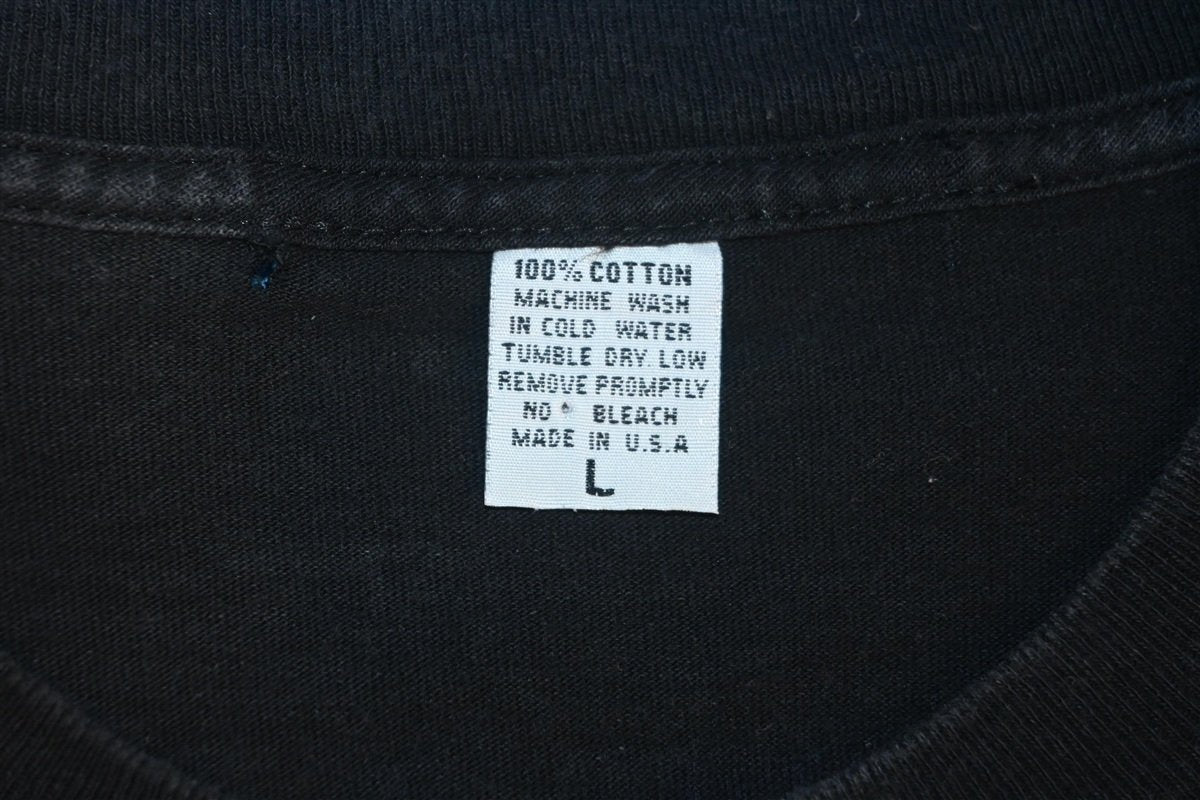 100% COTTON
MACHINE WASH
IN COLD WATER
TUMBLE DRY LOW
REMOVE PROMPTLY
NO BLEACH
MADE IN U.S.A
L